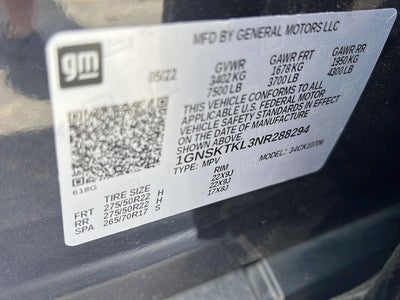 gm
MFD BY GENERAL MOTORS LLC
05/22 GVWR GAWR FRT GAWR RR
3402 KG 1678 KG 1950 KG
7500 LB 3700 LB 4300 LB
THIS VEHICLE CONFORMS TO ALL
APPLICABLE U.S. FEDERAL MOTOR
VEHICLE SAFETY STANDARDS IN EFFECT
ON THE DATE OF MANUFACTURE
1GNSKTKL3NR288294
TYPE: MPV MODEL: 34CK10706
618G
TIRE SIZE RIM
FRT 275/50R22 H 22X9J
RR 275/50R22 H 22X9J
SPA 265/70R17 S 17X8J